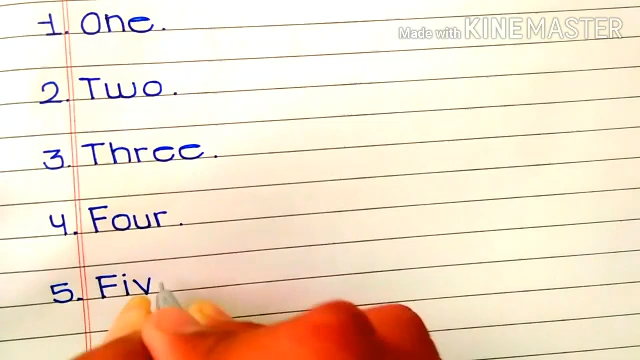 Made with KINEMASTER
1. One.
2. Two.
3. Three.
4. Four.
5. Fiv